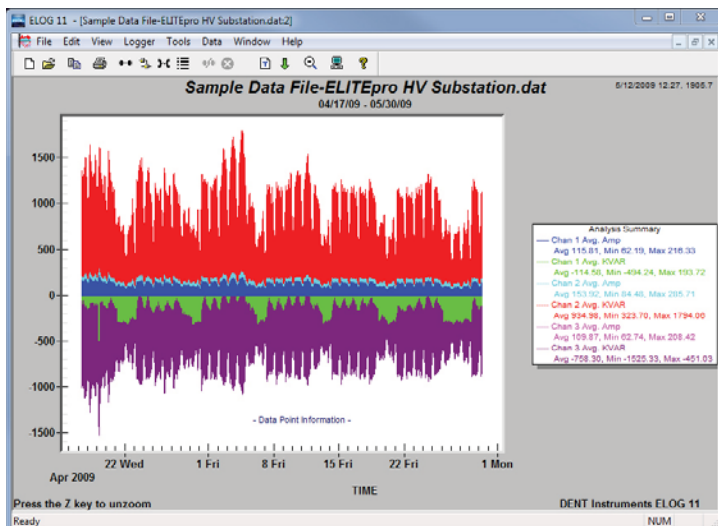 ELOG 11 - [Sample Data File-ELITEpro HV Substation.dat:2]
File Edit View Logger Tools Data Window Help
Sample Data File-ELITEpro HV Substation.dat
04/17/09 - 05/30/09
5/12/2009 12:27, 1905.7
1500
1000
500
0
-500
-1000
-1500
Analysis Summary
Chan 1 Avg. Amp
Avg 115.81, Min 62.19, Max 216.33
Chan 1 Avg. KVAR
Avg -114.50, Min -494.24, Max 193.72
Chan 2 Avg. Amp
Avg 153.92, Min 84.48, Max 285.71
Chan 2 Avg. KVAR
Avg 934.98, Min 323.70, Max 1794.06
Chan 3 Avg. Amp
Avg 109.87, Min 62.74, Max 208.42
Chan 3 Avg. KVAR
Avg -758.30, Min -1525.33, Max -451.03
- Data Point Information -
22 Wed 1 Fri 8 Fri 15 Fri 22 Fri 1 Mon
Apr 2009
TIME
Press the Z key to unzoom
DENT Instruments ELOG 11
Ready NUM